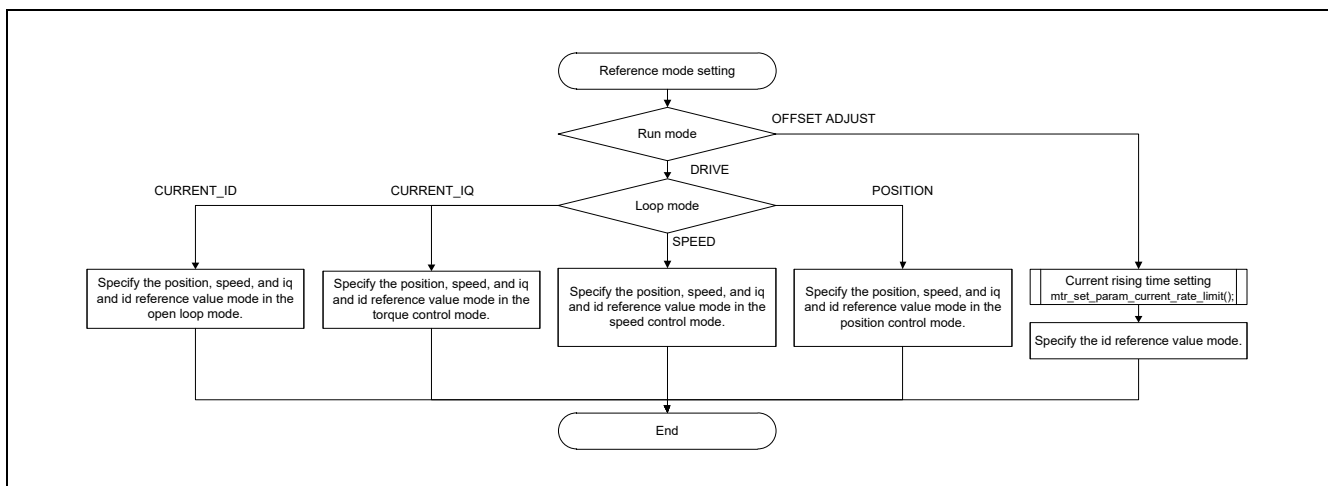 Reference mode setting
OFFSET ADJUST
Run mode
DRIVE
CURRENT_ID
CURRENT_IQ
POSITION
Loop mode
SPEED
Specify the position, speed, and iq
and id reference value mode in the
open loop mode.
Specify the position, speed, and iq
and id reference value mode in the
torque control mode.
Specify the position, speed, and iq
and id reference value mode in the
speed control mode.
Specify the position, speed, and iq
and id reference value mode in the
position control mode.
Current rising time setting
mtr_set_param_current_rate_limit();
Specify the id reference value mode.
End